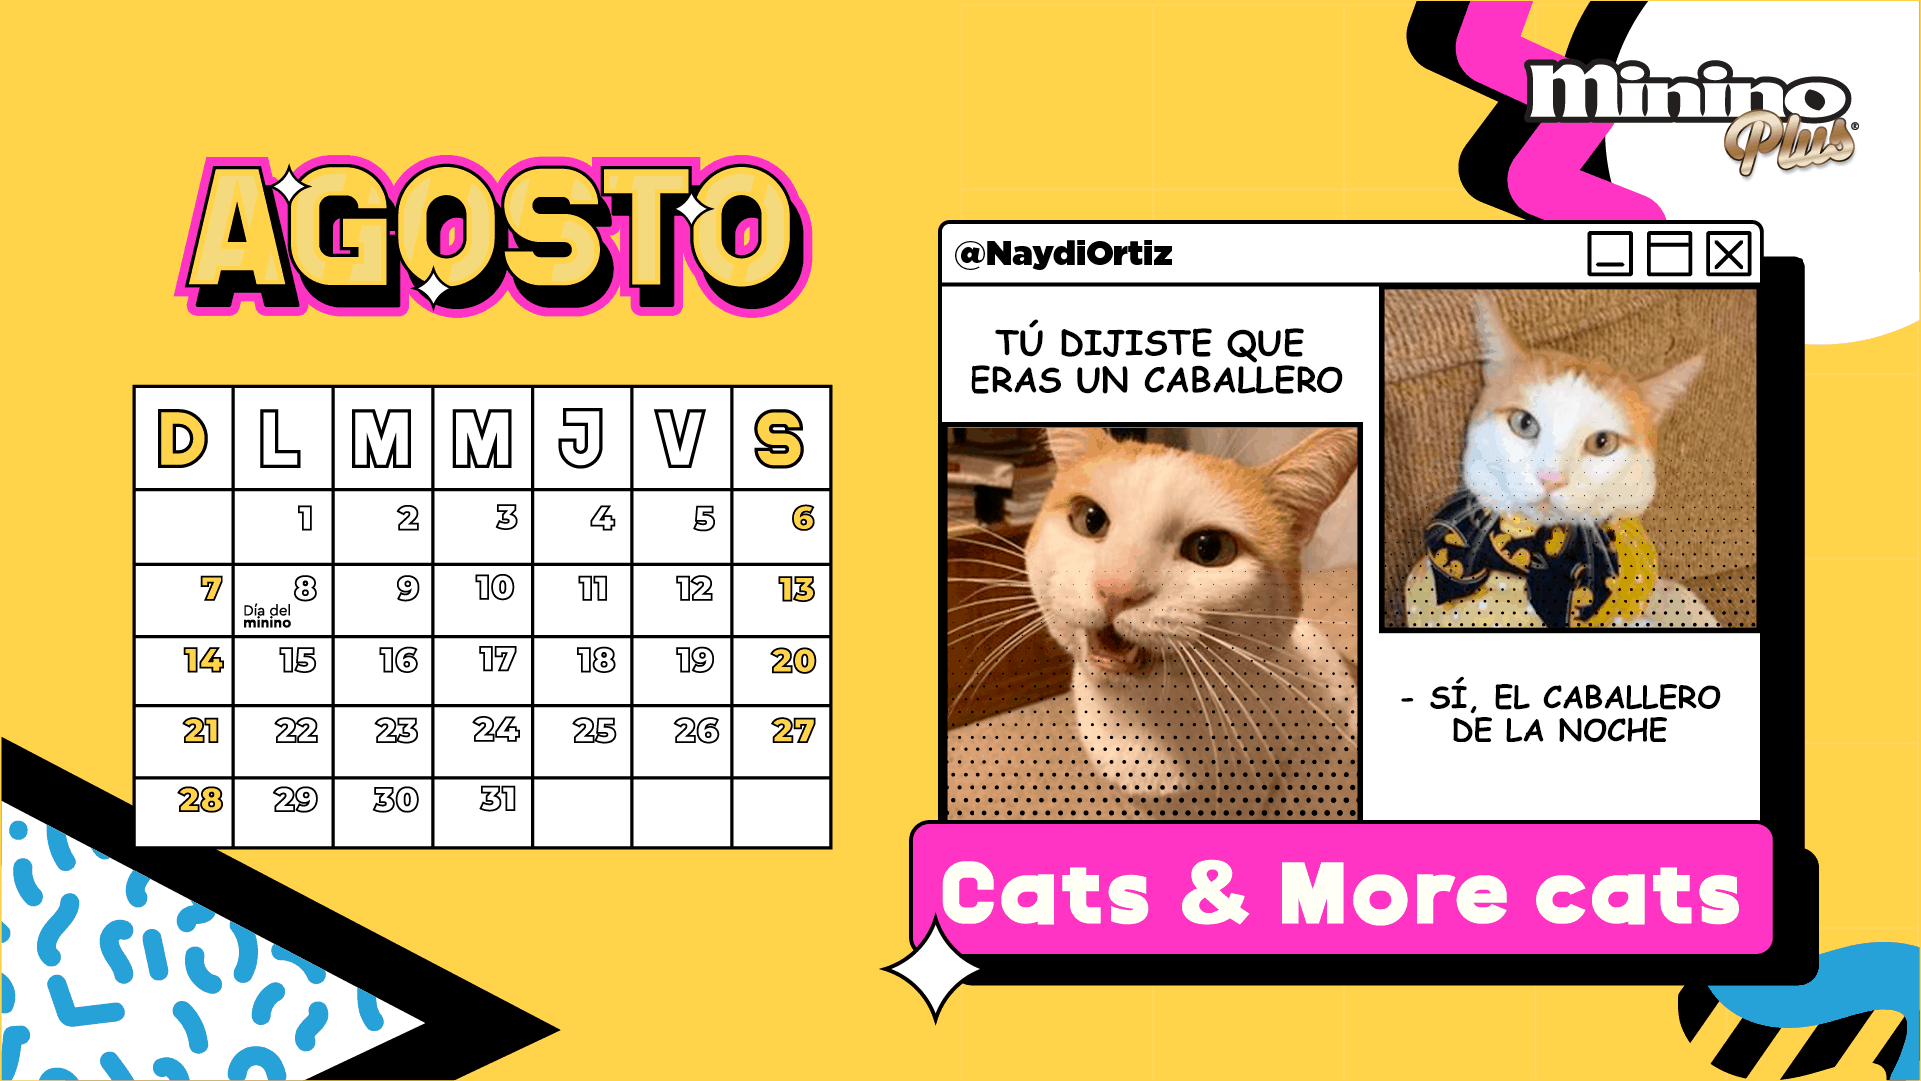 minino
Plus®
AGOSTO
@NaydiOrtiz
TÚ DIJISTE QUE
ERAS UN CABALLERO
- SÍ, EL CABALLERO
DE LA NOCHE
D L M M J V S
1 2 3 4 5 6
7 8 9 10 11 12 13
Día del
minino
14 15 16 17 18 19 20
21 22 23 24 25 26 27
28 29 30 31
Cats & More cats